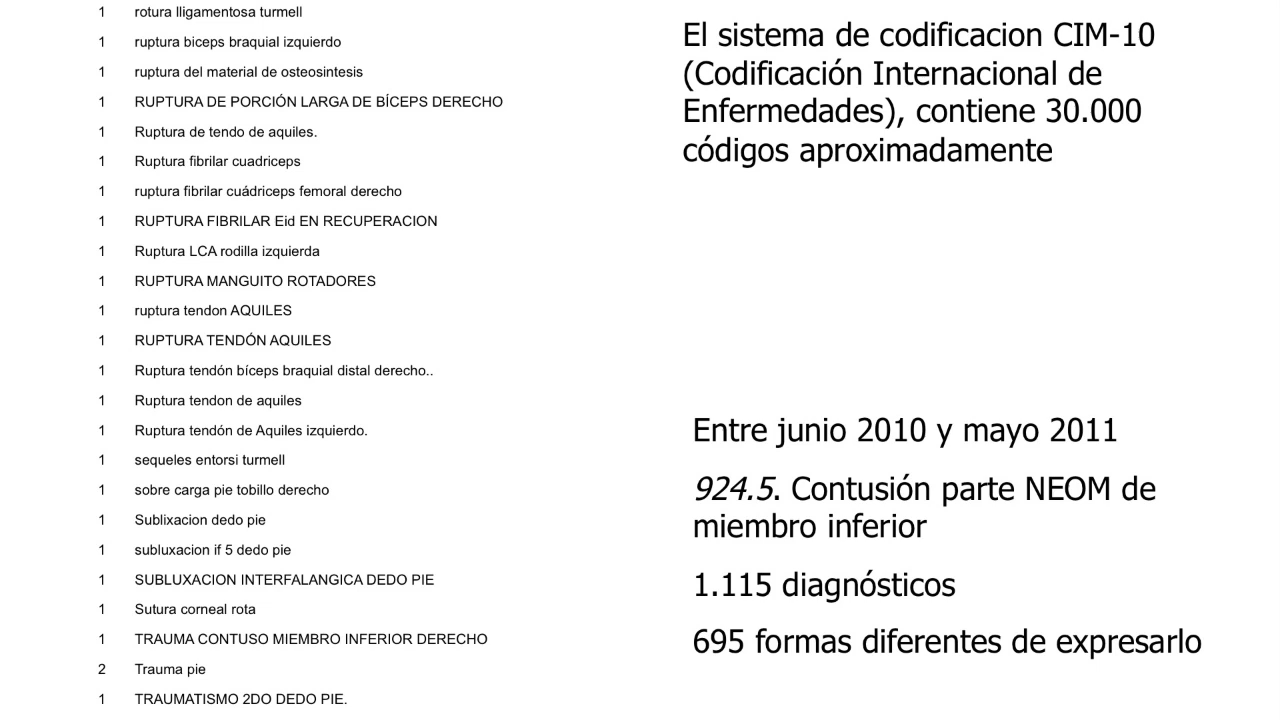 1 rotura lligamentosa turmell
1 ruptura biceps braquial izquierdo
1 ruptura del material de osteosintesis
1 RUPTURA DE PORCIÓN LARGA DE BÍCEPS DERECHO
1 Ruptura de tendo de aquiles.
1 Ruptura fibrilar cuadriceps
1 ruptura fibrilar cuádriceps femoral derecho
1 RUPTURA FIBRILAR Eid EN RECUPERACION
1 Ruptura LCA rodilla izquierda
1 RUPTURA MANGUITO ROTADORES
1 ruptura tendon AQUILES
1 RUPTURA TENDÓN AQUILES
1 Ruptura tendón bíceps braquial distal derecho..
1 Ruptura tendon de aquiles
1 Ruptura tendón de Aquiles izquierdo.
1 sequeles entorsi turmell
1 sobre carga pie tobillo derecho
1 Sublixacion dedo pie
1 subluxacion if 5 dedo pie
1 SUBLUXACION INTERFALANGICA DEDO PIE
1 Sutura corneal rota
1 TRAUMA CONTUSO MIEMBRO INFERIOR DERECHO
2 Trauma pie
1 TRAUMATISMO 2DO DEDO PIE.
El sistema de codificacion CIM-10
(Codificación Internacional de
Enfermedades), contiene 30.000
códigos aproximadamente
Entre junio 2010 y mayo 2011
924.5. Contusión parte NEOM de
miembro inferior
1.115 diagnósticos
695 formas diferentes de expresarlo